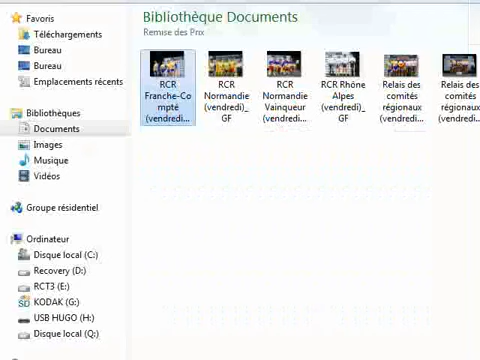 Favoris
Téléchargements
Bureau
Bureau
Emplacements récents
Bibliothèques
Documents
Images
Musique
Vidéos
Groupe résidentiel
Ordinateur
Disque local (C:)
Recovery (D:)
RCT3 (E:)
KODAK (G:)
USB HUGO (H:)
Disque local (Q:)
Bibliothèque Documents
Remise des Prix
RCR
Franche-Co
mpté
(vendredi...
RCR
Normandie
(vendredi)_
GF
RCR
Normandie
Vainqueur
(vendredi...
RCR Rhône
Alpes
(vendredi)_
GF
Relais des
comités
régionaux
(vendredi...
Relais des
comités
régionaux
(vendredi...